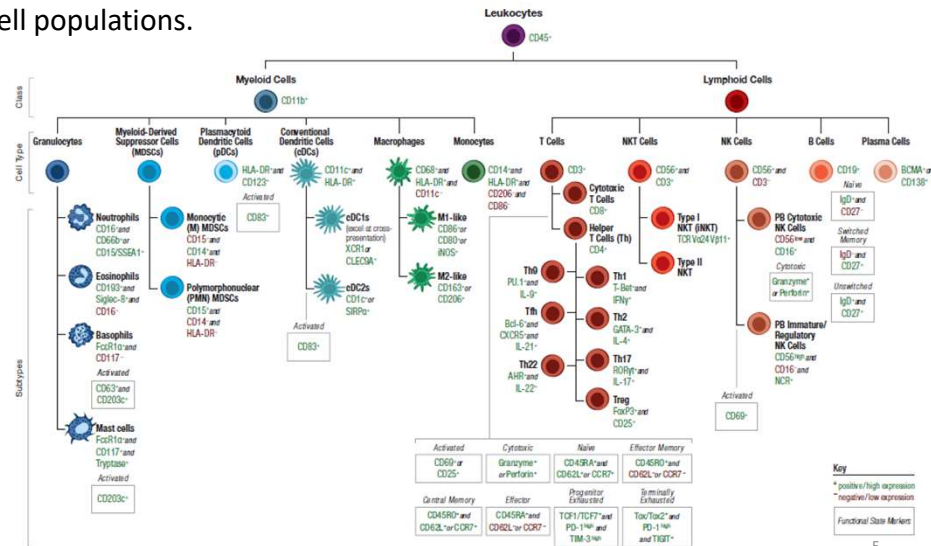 ell populations.
Leukocytes
CD45⁺
Myeloid Cells
CD11b⁺
Lymphoid Cells
Class
Cell Type
Subtypes
Granulocytes
Myeloid-Derived
Suppressor Cells
(MDSCs)
Plasmacytoid
Dendritic Cells
(pDCs)
Conventional
Dendritic Cells
(cDCs)
Macrophages
Monocytes
T Cells
NKT Cells
NK Cells
B Cells
Plasma Cells
HLA-DR⁺and
CD123⁻
Activated
CD83⁺
CD11c⁺and
HLA-DR⁺
CD68⁺and
HLA-DR⁺and
CD11c⁻
CD14⁺and
HLA-DR⁺and
CD206⁻and
CD86⁻
CD3⁺
CD56⁺and
CD3⁺
CD56⁺and
CD3⁻
CD19⁺
BCMA⁺or
CD138⁺
Neutrophils
CD16⁺and
CD66b⁺or
CD15/SSEA1⁺
Eosinophils
CD193⁺and
Siglec-8⁺and
CD16⁻
Basophils
FcεR1α⁺and
CD117⁻
Activated
CD63⁺and
CD203c⁺
Mast cells
FcεR1α⁺and
CD117⁺and
Tryptase⁺
Activated
CD203c⁺
Monocytic
(M) MDSCs
CD15⁻and
CD14⁺and
HLA-DR⁻
Polymorphonuclear
(PMN) MDSCs
CD15⁺and
CD14⁻and
HLA-DR⁻
cDC1s
(excel at cross-
presentation)
XCR1or
CLEC9A⁺
cDC2s
CD1c⁺or
SIRPα⁺
Activated
CD83⁺
M1-like
CD86⁺or
CD80⁺or
iNOS⁺
M2-like
CD163⁺or
CD206⁺
Cytotoxic
T Cells
CD8⁺
Helper
T Cells (Th)
CD4⁺
Th9
PU.1⁺and
IL-9⁺
Th1
T-Bet⁺and
IFNγ⁺
Tfh
Bcl-6⁺and
CXCR5⁺and
IL-21⁺
Th2
GATA-3⁺and
IL-4⁺
Th22
AHR⁺and
IL-22⁺
Th17
RORγt⁺and
IL-17⁺
Treg
FoxP3⁺and
CD25⁺
Type I
NKT (iNKT)
TCR Vα24 Vβ11⁺
Type II
NKT
PB Cytotoxic
NK Cells
CD56ˡᵒʷand
CD16⁺
Cytotoxic
Granzyme⁺
or Perforin⁺
PB Immature/
Regulatory
NK Cells
CD56ʰⁱᵍʰand
CD16⁻and
NCR⁺
Activated
CD69⁺
Naïve
IgD⁺and
CD27⁻
Switched
Memory
IgD⁻and
CD27⁺
Unswitched
IgD⁺and
CD27⁺
Activated
CD69⁺or
CD25⁺
Cytotoxic
Granzyme⁺
or Perforin⁺
Naïve
CD45RA⁺and
CD62L⁺or CCR7⁺
Effector Memory
CD45RO⁺and
CD62L⁻or CCR7⁻
Central Memory
CD45RO⁺and
CD62L⁺or CCR7⁺
Effector
CD45RA⁺and
CD62L⁻or CCR7⁻
Progenitor
Exhausted
TCF1/TCF7⁺and
PD-1ʰⁱᵍʰand
TIM-3ʰⁱᵍʰ
Terminally
Exhausted
Tox/Tox2⁺and
PD-1ʰⁱᵍʰ
and TIGIT⁺
Key
⁺ positive/high expression
⁻ negative/low expression
Functional State Markers